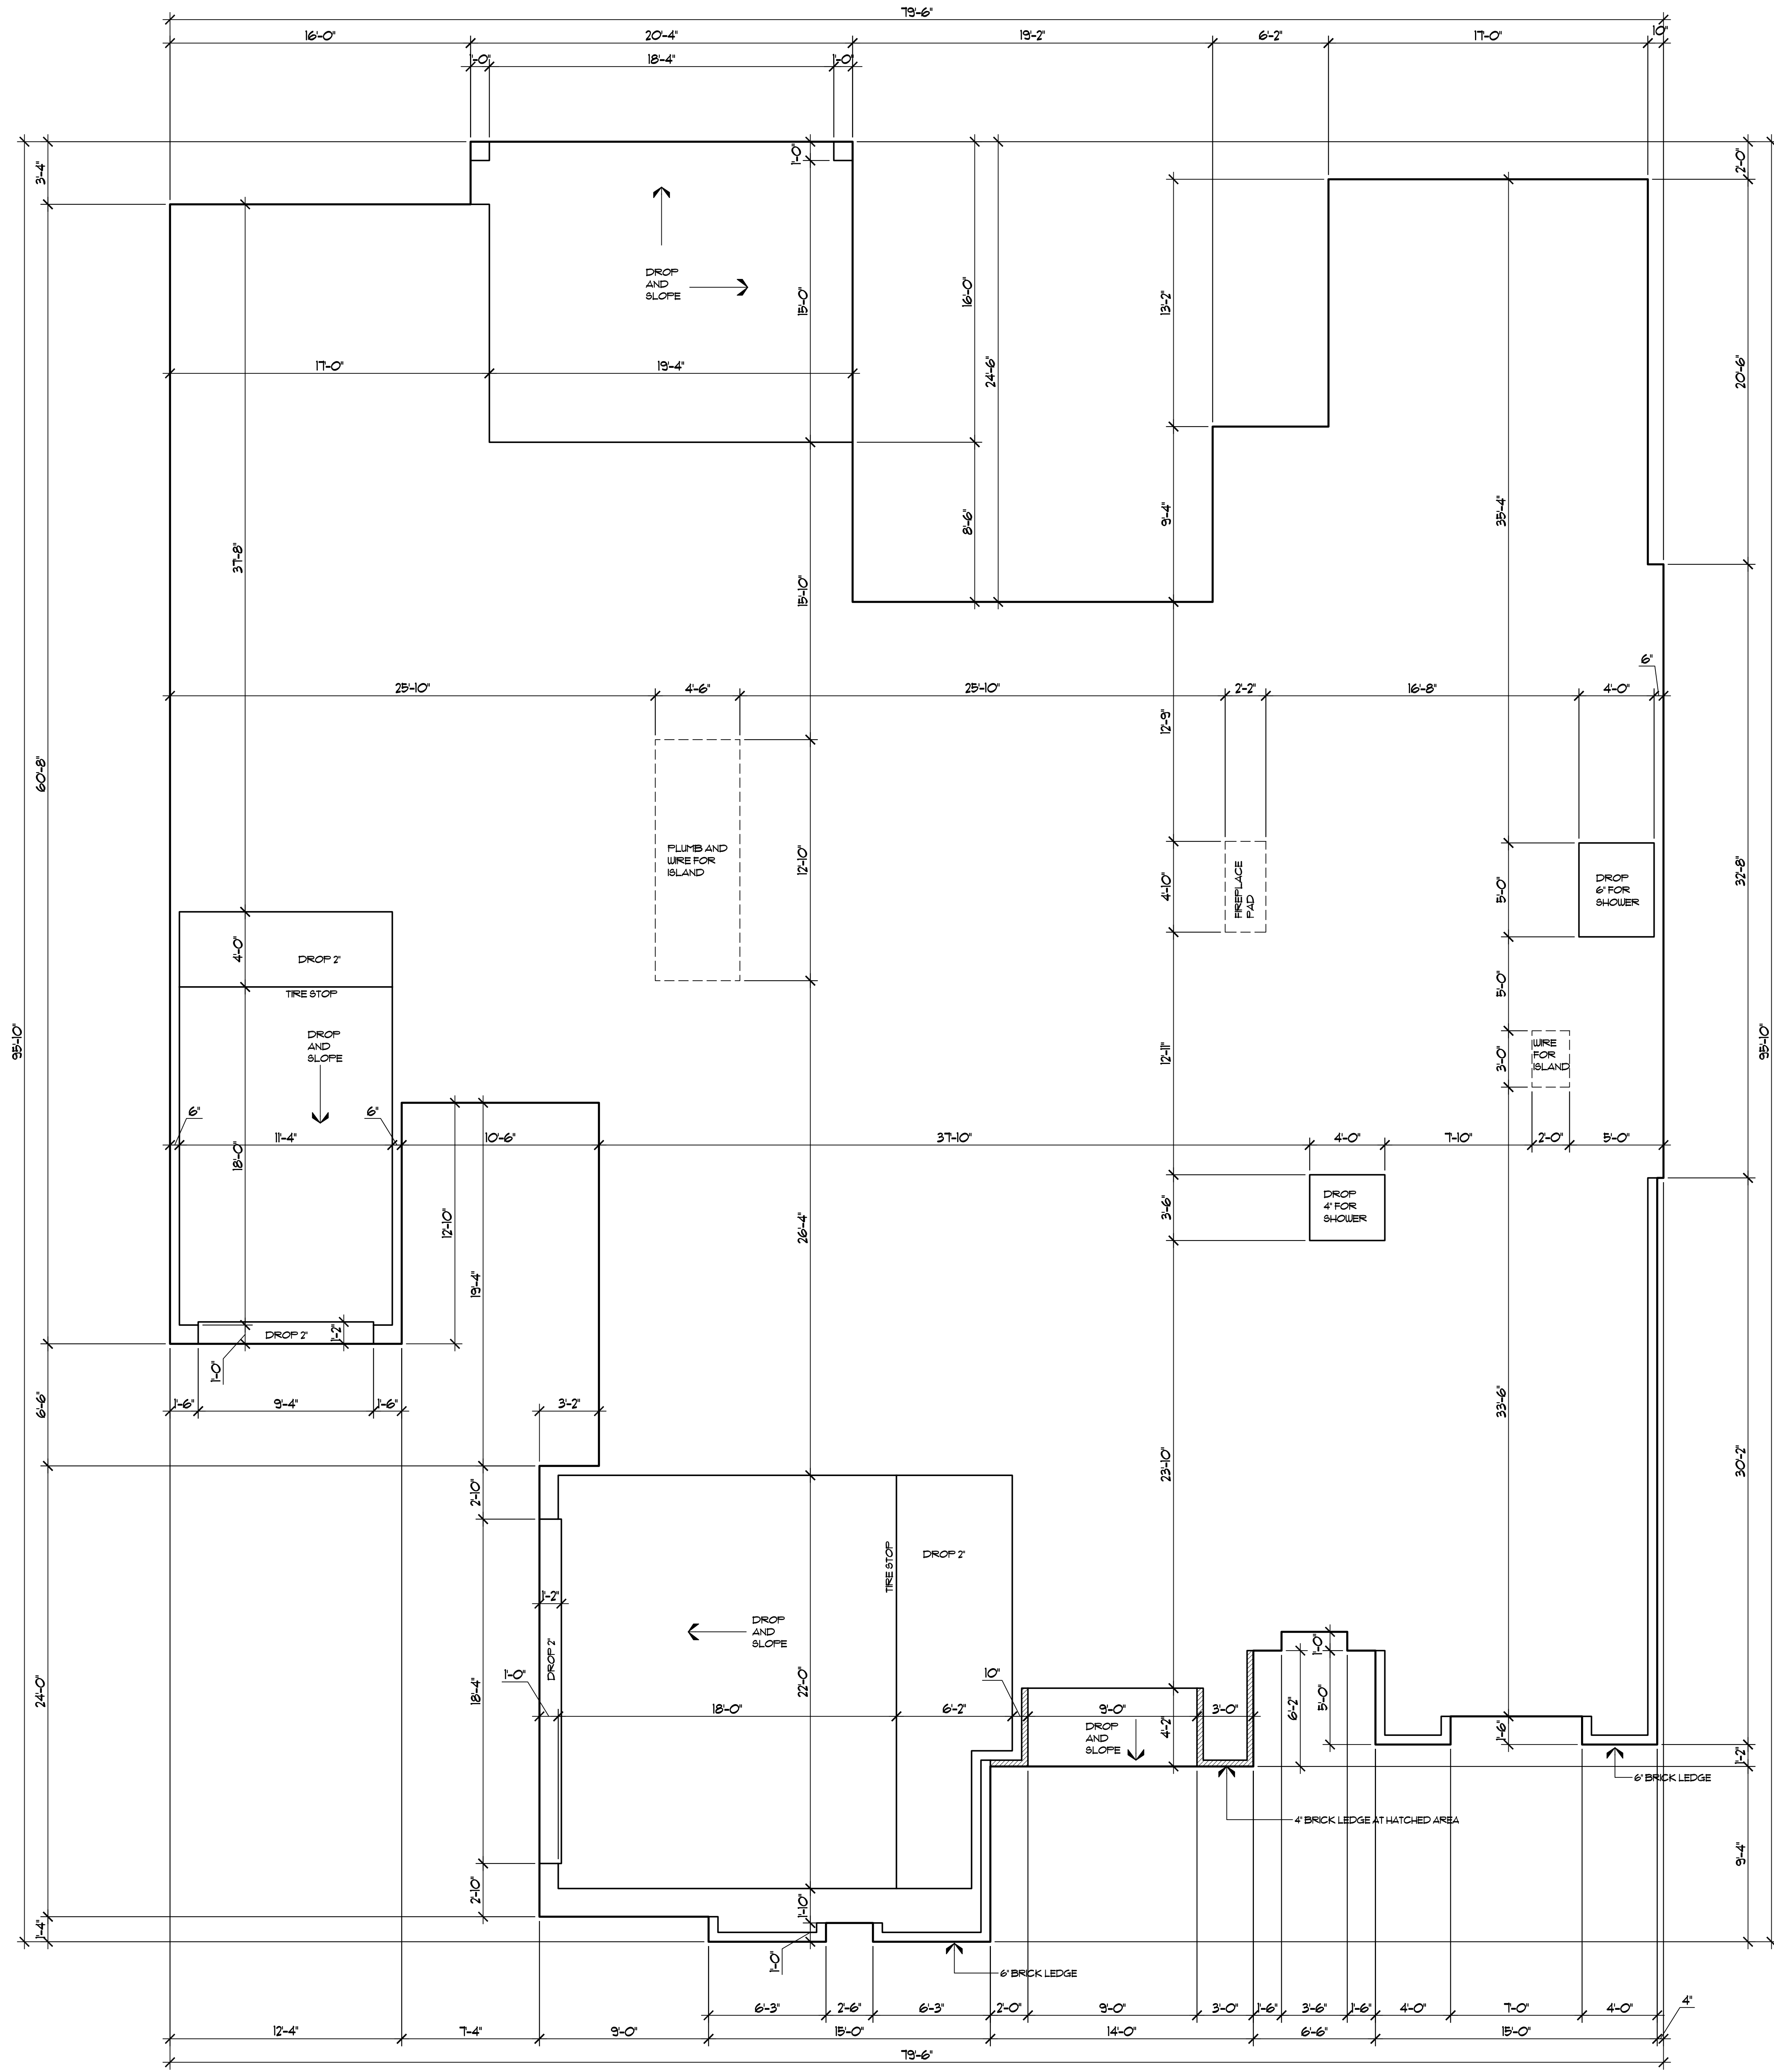 79'-6"
16'-0" 20'-4" 19'-2" 6'-2" 17'-0" 10"
1'-0" 18'-4" 1'-0"
3'-4"
1'-0"
2'-0"
DROP
AND
SLOPE
15'-0"
16'-0"
24'-6"
13'-2"
20'-6"
17'-0" 19'-4"
37'-8"
15'-10"
8'-6"
9'-4"
35'-4"
6"
25'-10" 4'-6" 25'-10" 2'-2" 16'-8" 4'-0"
60'-8"
12'-9"
PLUMB AND
WIRE FOR
ISLAND
12'-10"
4'-10"
FIREPLACE
PAD
5'-0"
DROP
6" FOR
SHOWER
32'-8"
4'-0"
DROP 2"
TIRE STOP
5'-0"
DROP
AND
SLOPE
95'-10"
12'-11"
3'-0"
WIRE
FOR
ISLAND
95'-10"
6" 6"
11'-4" 10'-6" 37'-10" 4'-0" 7'-10" 2'-0" 5'-0"
18'-0"
12'-10"
19'-4"
26'-4"
3'-6"
DROP
4" FOR
SHOWER
DROP 2"
1'-2"
1'-0"
1'-6" 9'-4" 1'-6"
3'-2"
6'-6"
33'-6"
23'-10"
30'-2"
2'-10"
TIRE STOP
DROP 2"
1'-2"
DROP
AND
SLOPE
DROP 2"
1'-0"
24'-0"
18'-4"
22'-0"
10"
1'-0"
5'-0"
6'-2"
18'-0" 6'-2" 9'-0" 3'-0"
DROP
AND
SLOPE
4'-2"
1'-6"
1'-2"
6" BRICK LEDGE
4" BRICK LEDGE AT HATCHED AREA
9'-4"
2'-10"
1'-10"
1'-4"
1'-0"
6" BRICK LEDGE
6'-3" 2'-6" 6'-3" 2'-0" 9'-0" 3'-0" 1'-6" 3'-6" 1'-6" 4'-0" 7'-0" 4'-0" 4"
12'-4" 7'-4" 9'-0" 15'-0" 14'-0" 6'-6" 15'-0"
79'-6"